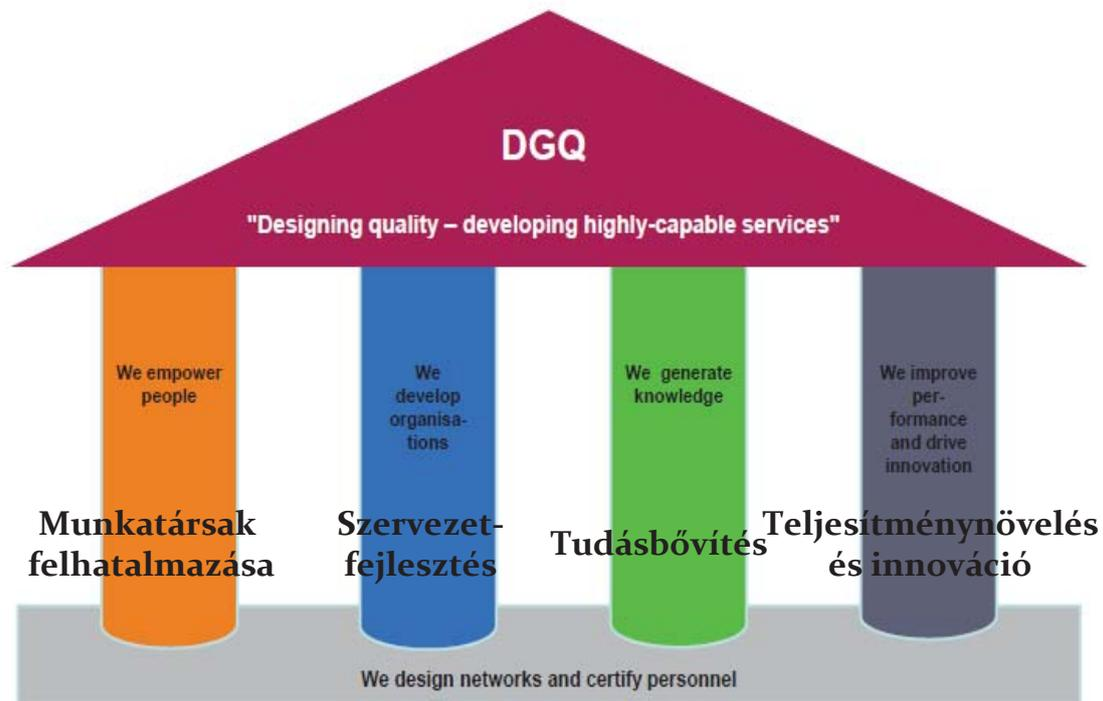 DGQ
"Designing quality – developing highly-capable services"
We empower
people
We
develop
organisa-
tions
We generate
knowledge
We improve
per-
formance
and drive
innovation
Munkatársak
felhatalmazása
Szervezet-
fejlesztés
Tudásbővítés
Teljesítménynövelés
és innováció
We design networks and certify personnel